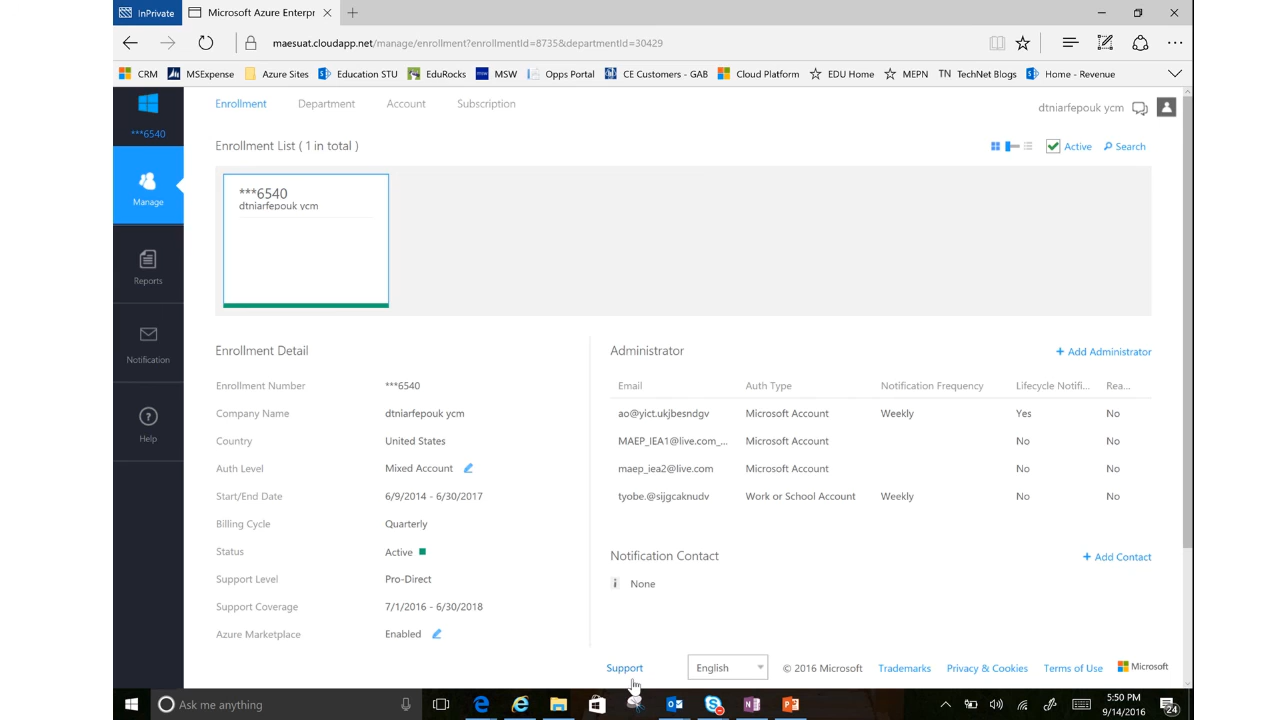 InPrivate
Microsoft Azure Enterpr
maesuat.cloudapp.net/manage/enrollment?enrollmentId=8735&departmentId=30429
CRM MSExpense Azure Sites Education STU EduRocks MSW Opps Portal CE Customers - GAB Cloud Platform EDU Home MEPN TN TechNet Blogs Home - Revenue
Enrollment Department Account Subscription
dtniarfepouk ycm
***6540
Enrollment List ( 1 in total )
Active Search
***6540
dtniarfepouk ycm
Manage
Reports
Notification
Help
Enrollment Detail
Enrollment Number ***6540
Company Name dtniarfepouk ycm
Country United States
Auth Level Mixed Account
Start/End Date 6/9/2014 - 6/30/2017
Billing Cycle Quarterly
Status Active
Support Level Pro-Direct
Support Coverage 7/1/2016 - 6/30/2018
Azure Marketplace Enabled
Administrator + Add Administrator
Email Auth Type Notification Frequency Lifecycle Notifi... Rea...
ao@yict.ukjbesndgv Microsoft Account Weekly Yes No
MAEP_IEA1@live.com_... Microsoft Account No No
maep_iea2@live.com Microsoft Account No No
tyobe.@sijgcaknudv Work or School Account Weekly No No
Notification Contact + Add Contact
None
Support English © 2016 Microsoft Trademarks Privacy & Cookies Terms of Use Microsoft
Ask me anything
5:50 PM
9/14/2016
24